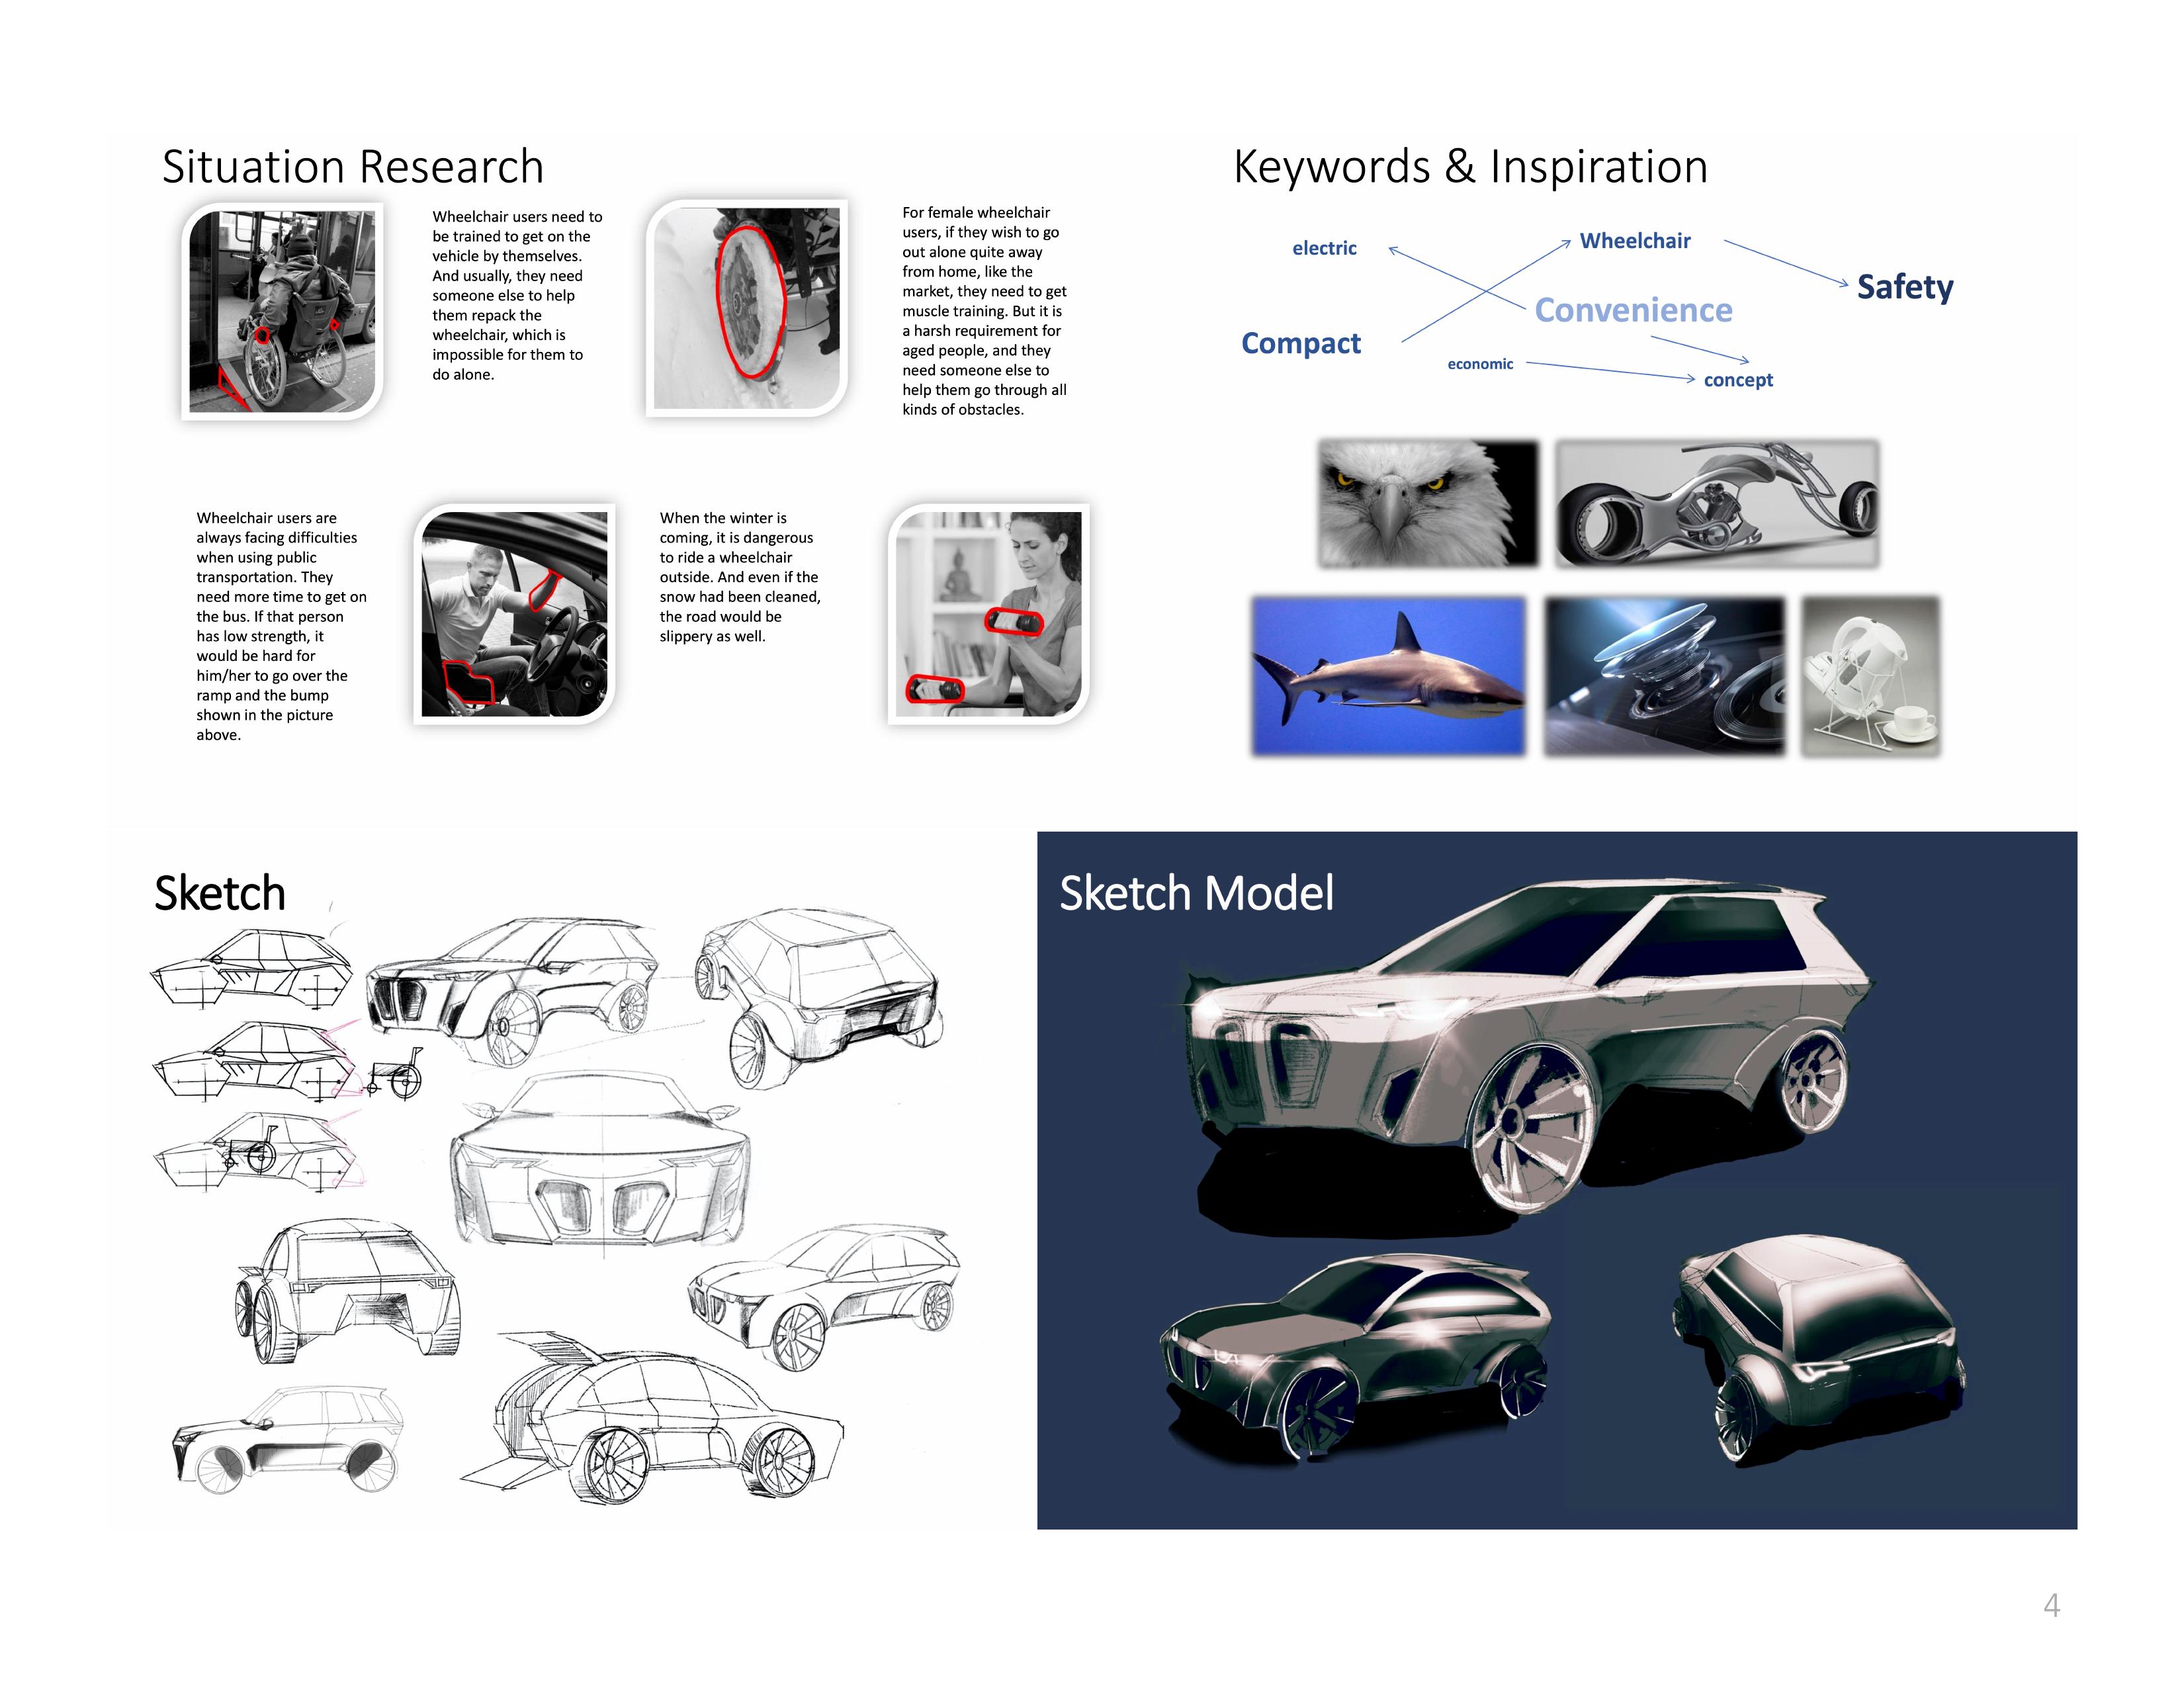 Situation Research
Wheelchair users need to
be trained to get on the
vehicle by themselves.
And usually, they need
someone else to help
them repack the
wheelchair, which is
impossible for them to
do alone.
For female wheelchair
users, if they wish to go
out alone quite away
from home, like the
market, they need to get
muscle training. But it is
a harsh requirement for
aged people, and they
need someone else to
help them go through all
kinds of obstacles.
Wheelchair users are
always facing difficulties
when using public
transportation. They
need more time to get on
the bus. If that person
has low strength, it
would be hard for
him/her to go over the
ramp and the bump
shown in the picture
above.
When the winter is
coming, it is dangerous
to ride a wheelchair
outside. And even if the
snow had been cleaned,
the road would be
slippery as well.
Keywords & Inspiration
electric
Wheelchair
Safety
Convenience
Compact
economic
concept
Sketch
Sketch Model
4